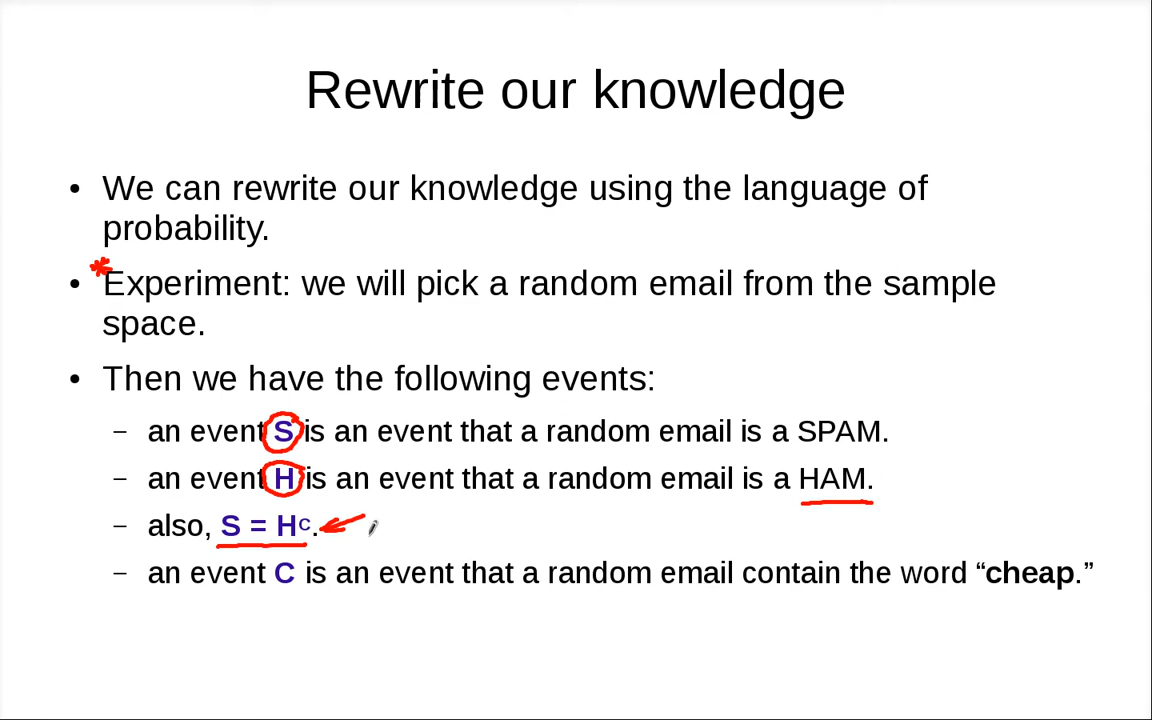 Rewrite our knowledge
• We can rewrite our knowledge using the language of
probability.
• *Experiment: we will pick a random email from the sample
space.
• Then we have the following events:
– an event S is an event that a random email is a SPAM.
– an event H is an event that a random email is a HAM.
– also, S = Hᶜ.
– an event C is an event that a random email contain the word “cheap.”